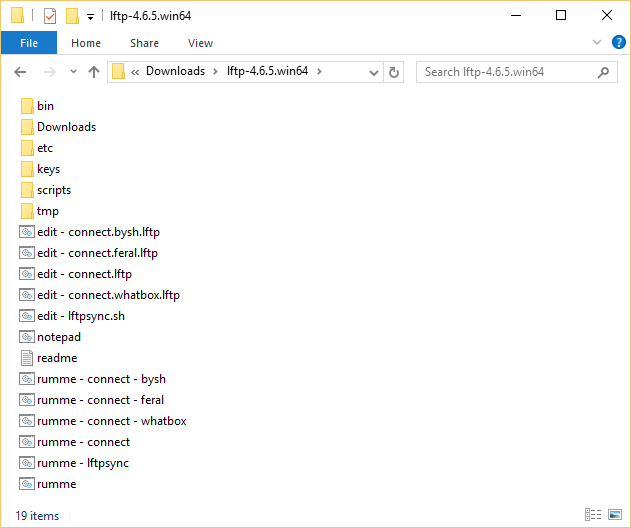 lftp-4.6.5.win64
File Home Share View
« Downloads > lftp-4.6.5.win64 > Search lftp-4.6.5.win64
bin
Downloads
etc
keys
scripts
tmp
edit - connect.bysh.lftp
edit - connect.feral.lftp
edit - connect.lftp
edit - connect.whatbox.lftp
edit - lftpsync.sh
notepad
readme
rumme - connect - bysh
rumme - connect - feral
rumme - connect - whatbox
rumme - connect
rumme - lftpsync
rumme
19 items